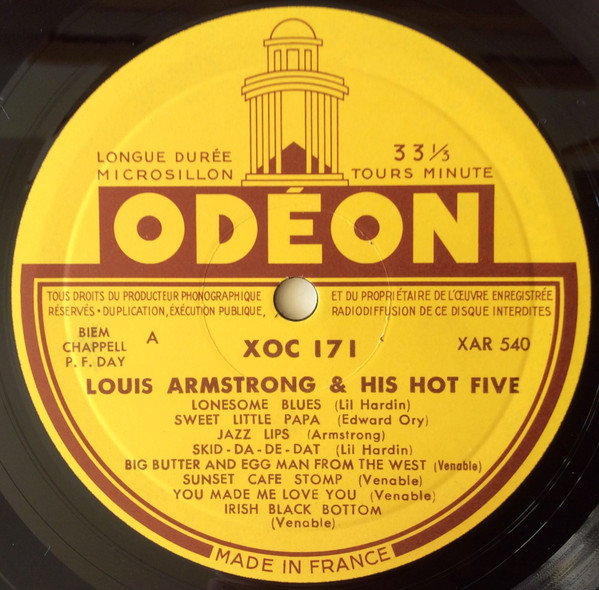 LONGUE DURÉE
MICROSILLON
33 1/3
TOURS MINUTE
ODÉON
TOUS DROITS DU PRODUCTEUR PHONOGRAPHIQUE
RÉSERVÉS • DUPLICATION, ÉXÉCUTION PUBLIQUE,
ET DU PROPRIÉTAIRE DE L'ŒUVRE ENREGISTRÉE
RADIODIFFUSION DE CE DISQUE INTERDITES
BIEM
CHAPPELL
P. F. DAY
A
XOC 171
XAR 540
LOUIS ARMSTRONG & HIS HOT FIVE
LONESOME BLUES (Lil Hardin)
SWEET LITTLE PAPA (Edward Ory)
JAZZ LIPS (Armstrong)
SKID-DA-DE-DAT (Lil Hardin)
BIG BUTTER AND EGG MAN FROM THE WEST (Venable)
SUNSET CAFE STOMP (Venable)
YOU MADE ME LOVE YOU (Venable)
IRISH BLACK BOTTOM
(Venable)
MADE IN FRANCE